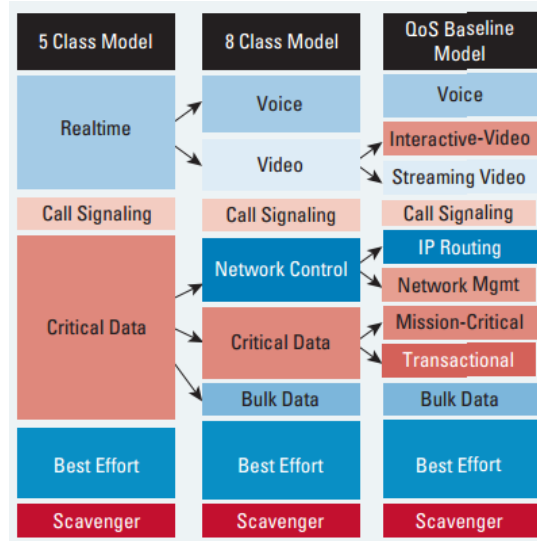 5 Class Model
Realtime
Call Signaling
Critical Data
Best Effort
Scavenger
8 Class Model
Voice
Video
Call Signaling
Network Control
Critical Data
Bulk Data
Best Effort
Scavenger
QoS Baseline
Model
Voice
Interactive-Video
Streaming Video
Call Signaling
IP Routing
Network Mgmt
Mission-Critical
Transactional
Bulk Data
Best Effort
Scavenger